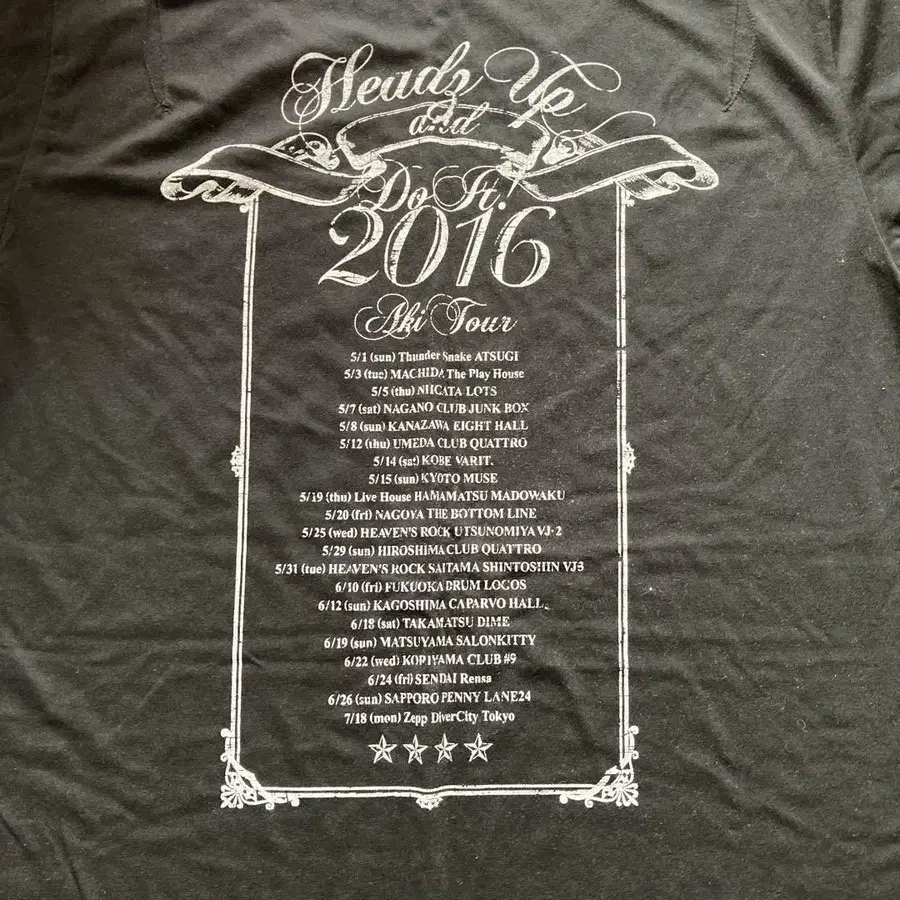 Headz Up
and
Do It!
2016
Aki Tour
5/1 (sun) Thunder Snake ATSUGI
5/3 (tue) MACHIDA The Play House
5/5 (thu) NIIGATA LOTS
5/7 (sat) NAGANO CLUB JUNK BOX
5/8 (sun) KANAZAWA EIGHT HALL
5/12 (thu) UMEDA CLUB QUATTRO
5/14 (sat) KOBE VARIT.
5/15 (sun) KYOTO MUSE
5/19 (thu) Live House HAMAMATSU MADOWAKU
5/20 (fri) NAGOYA THE BOTTOM LINE
5/25 (wed) HEAVEN'S ROCK UTSUNOMIYA VJ-2
5/29 (sun) HIROSHIMA CLUB QUATTRO
5/31 (tue) HEAVEN'S ROCK SAITAMA SHINTOSHIN VJ3
6/10 (fri) FUKUOKA DRUM LOGOS
6/12 (sun) KAGOSHIMA CAPARVO HALL
6/18 (sat) TAKAMATSU DIME
6/19 (sun) MATSUYAMA SALONKITTY
6/22 (wed) KORIYAMA CLUB #9
6/24 (fri) SENDAI Rensa
6/26 (sun) SAPPORO PENNY LANE24
7/18 (mon) Zepp DiverCity Tokyo